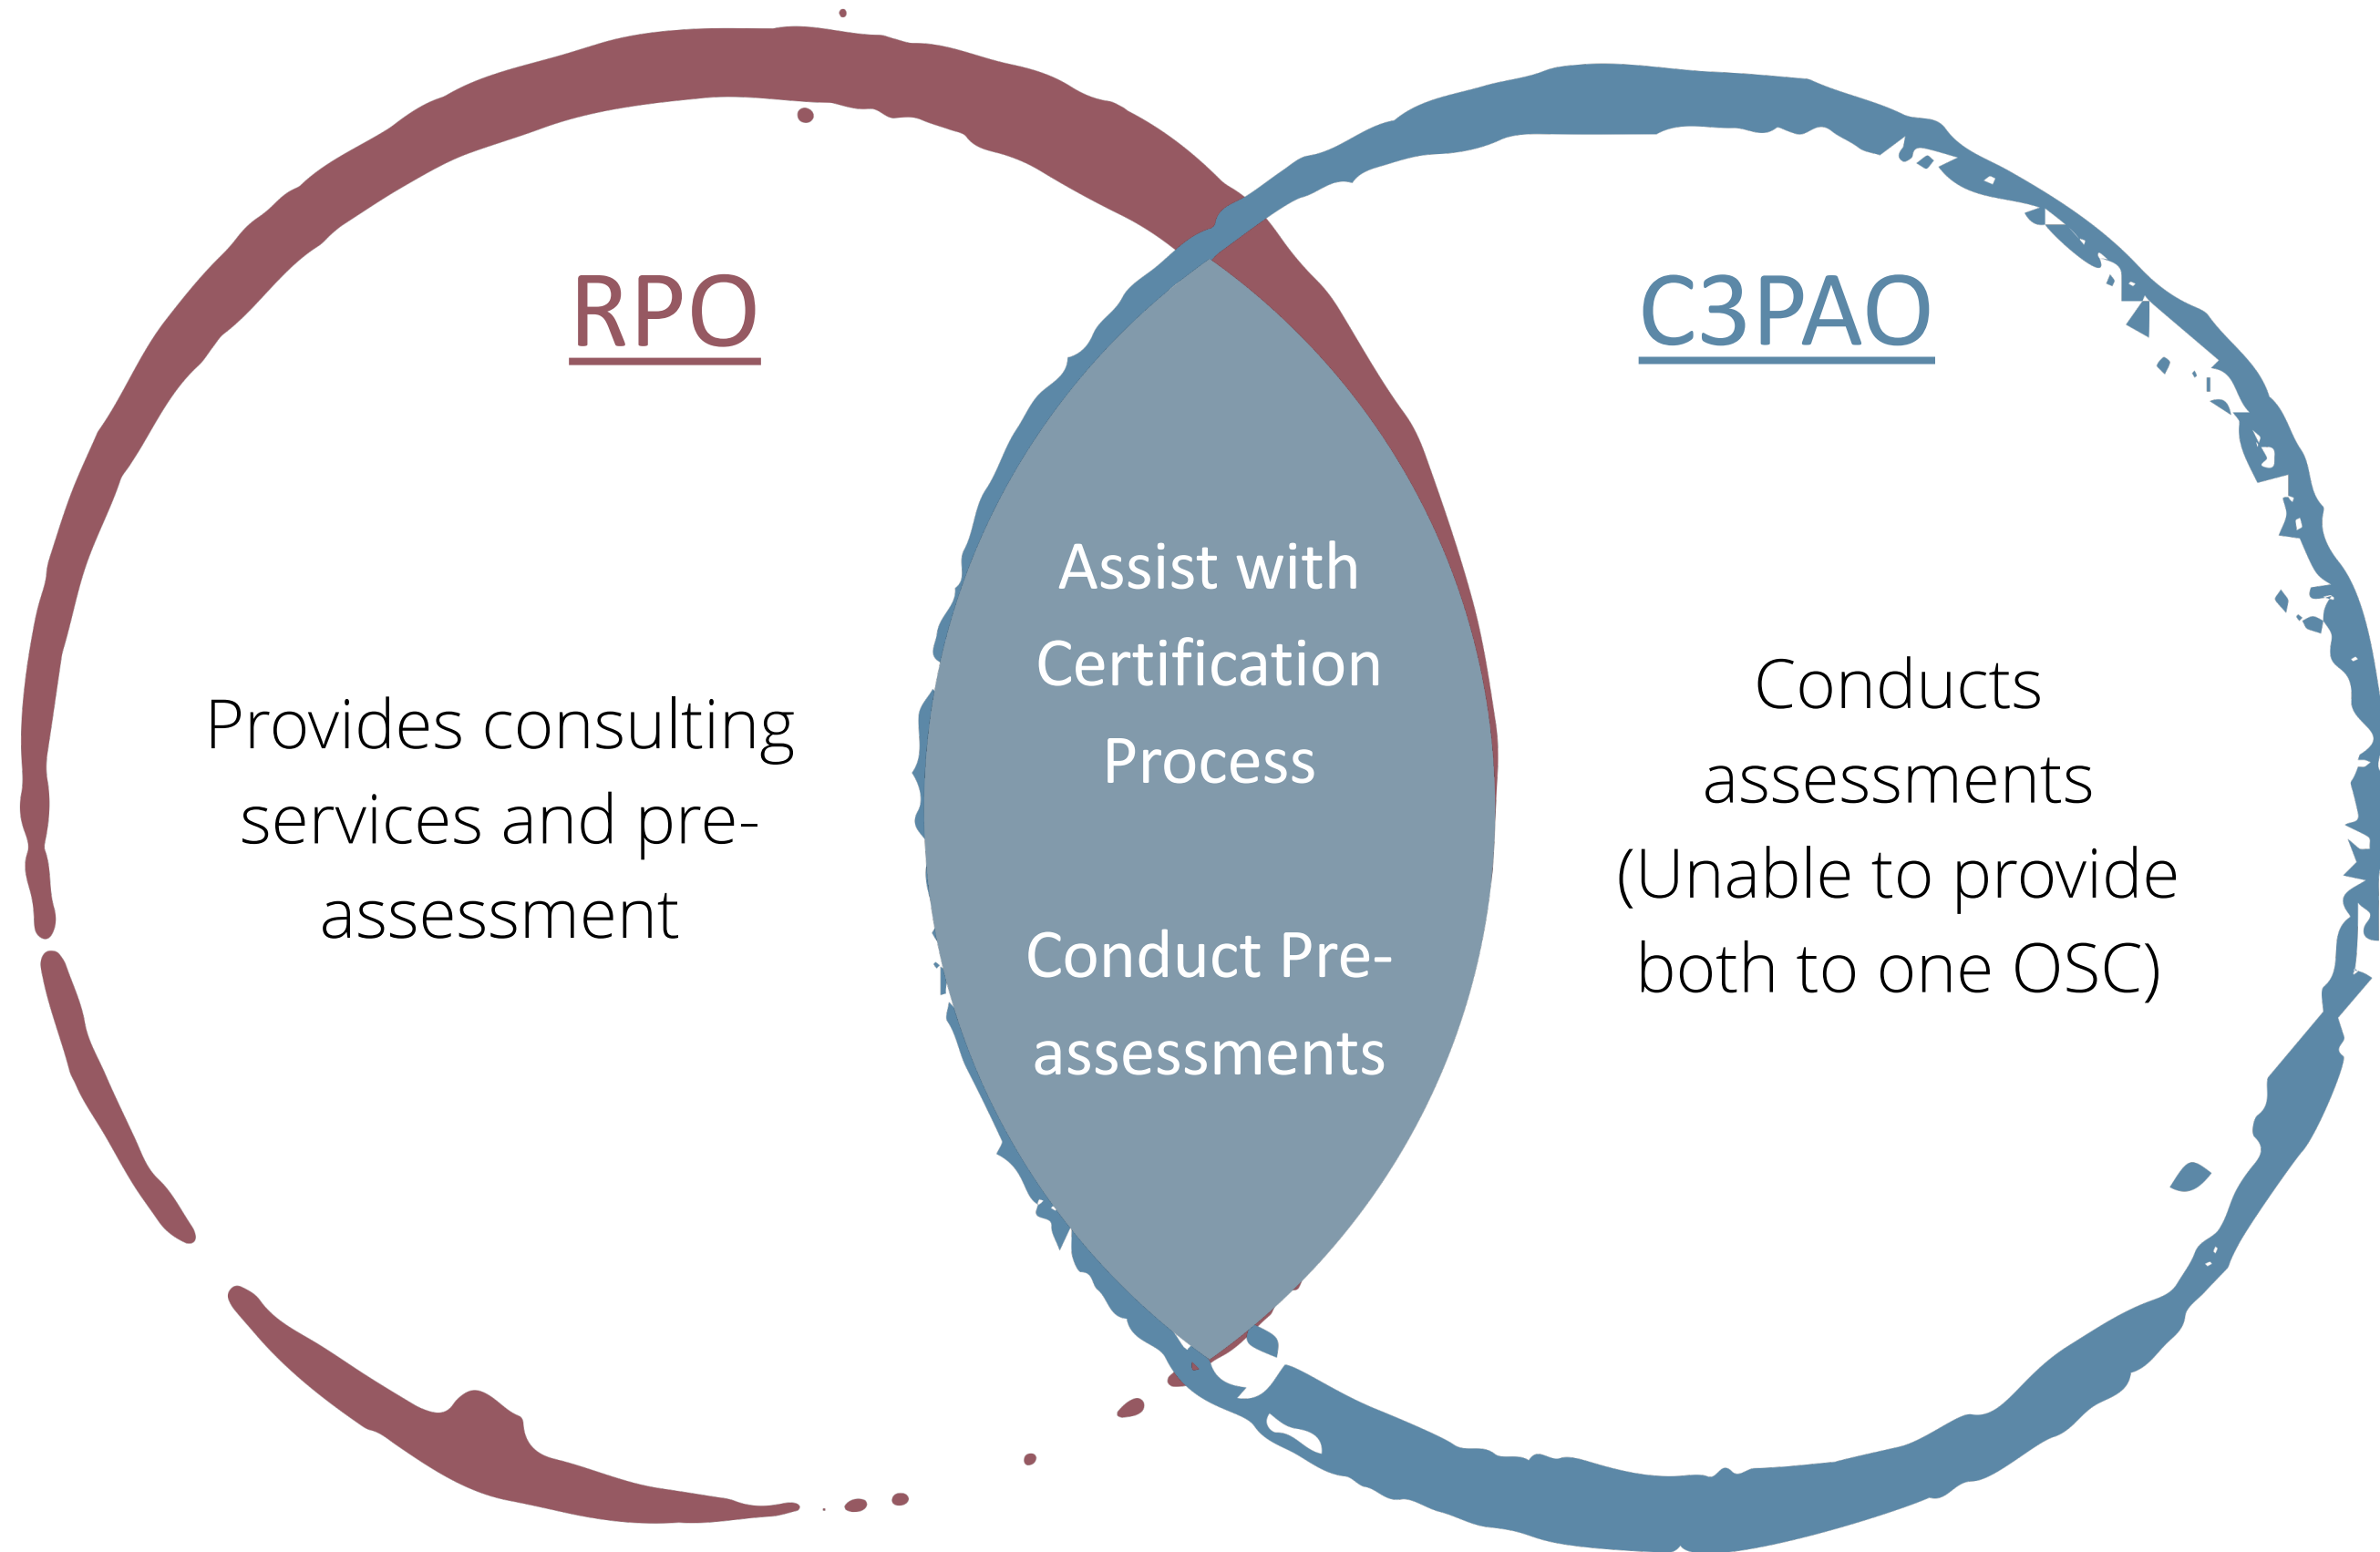 RPO
Provides consulting
services and pre-
assessment
Assist with
Certification
Process
Conduct Pre-
assessments
C3PAO
Conducts
assessments
(Unable to provide
both to one OSC)